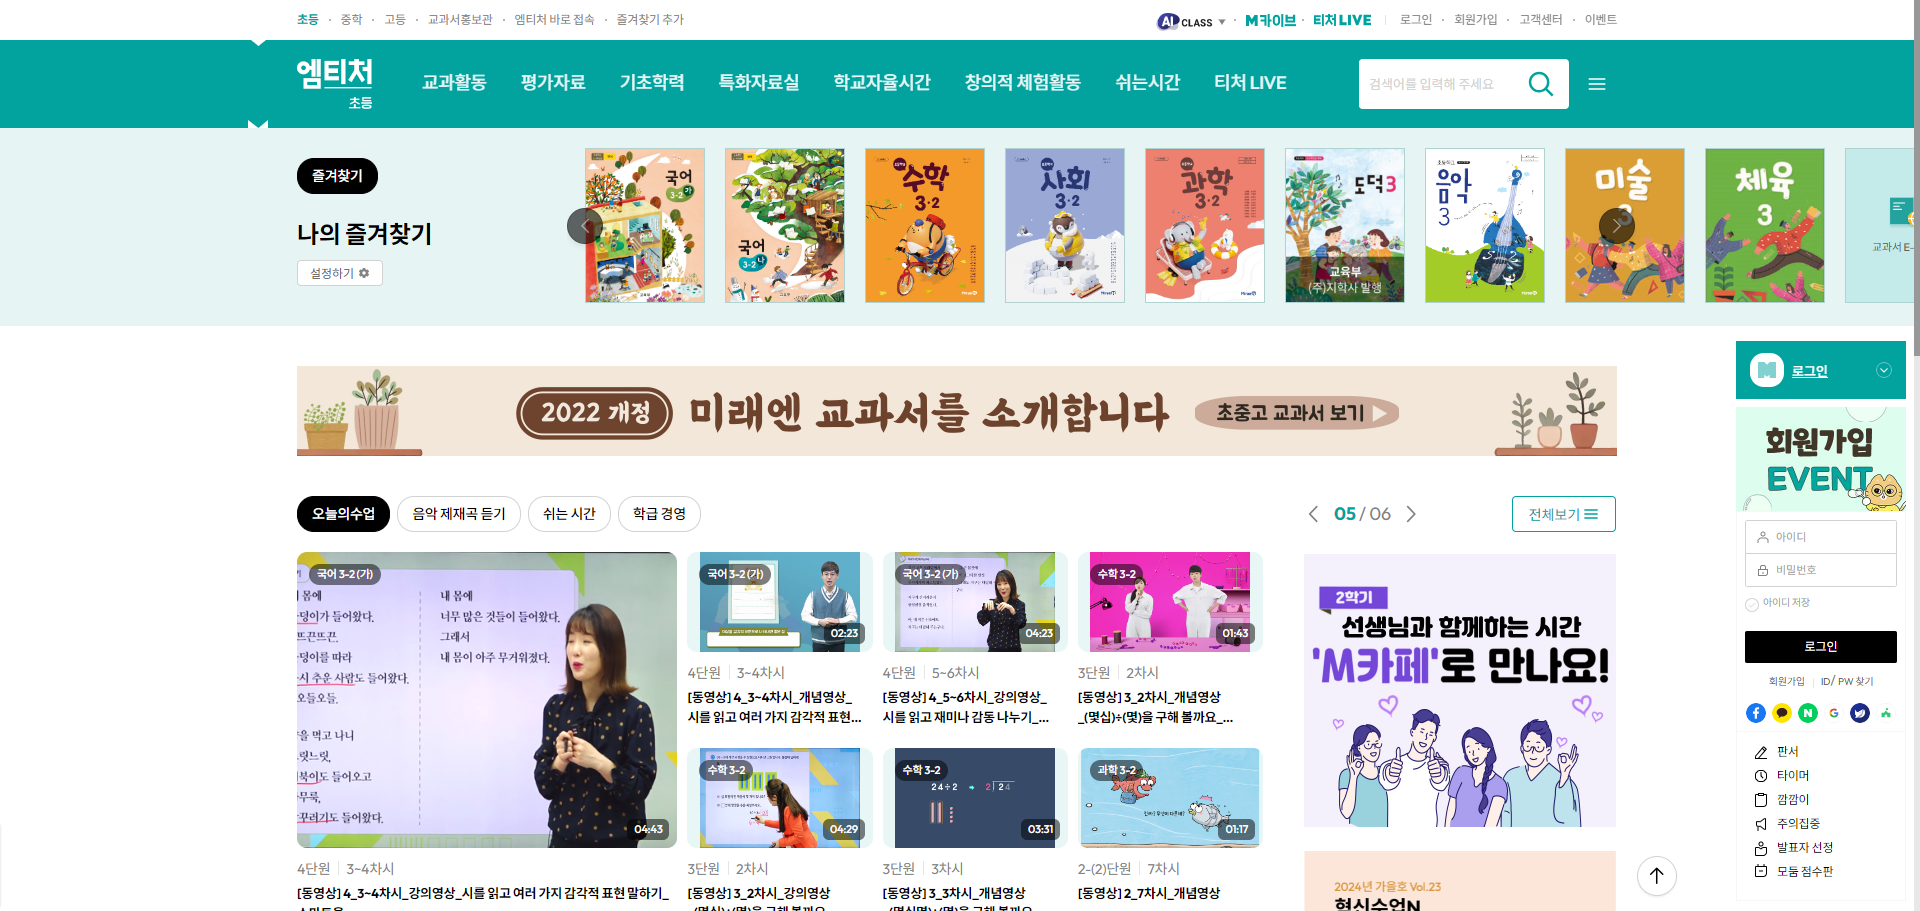 초등 · 중학 · 고등 · 교과서홍보관 · 엠티처 바로 접속 · 즐겨찾기 추가
AI CLASS · M카이브 · 티처LIVE 로그인 · 회원가입 · 고객센터 · 이벤트
엠티처
초등
교과활동 평가자료 기초학력 특화자료실 학교자율시간 창의적 체험활동 쉬는시간 티처 LIVE
검색어를 입력해 주세요
즐겨찾기
나의 즐겨찾기
설정하기
국어
3-2 가
국어
3-2 나
수학
3·2
사회
3·2
과학
3·2
도덕 3
교육부
(주)지학사 발행
음악
3
미술
3
체육
3
교과서 E-
2022 개정 미래엔 교과서를 소개합니다 초중고 교과서 보기
로그인
회원가입
EVENT
아이디
비밀번호
아이디 저장
로그인
회원가입 ID/ PW 찾기
판서
타이머
깜깜이
주의집중
발표자 선정
모둠 점수판
오늘의수업 음악 제재곡 듣기 쉬는 시간 학급 경영
05 / 06
전체보기
국어 3-2 (가)
내 몸에
너무 많은 것들이 들어왔다.
그래서
내 몸이 아주 무거워졌다.
04:43
4단원 3~4차시
[동영상] 4_3~4차시_강의영상_시를 읽고 여러 가지 감각적 표현 말하기_
국어 3-2 (가)
02:23
4단원 3~4차시
[동영상] 4_3~4차시_개념영상_
시를 읽고 여러 가지 감각적 표현...
국어 3-2 (가)
04:23
4단원 5~6차시
[동영상] 4_5~6차시_강의영상_
시를 읽고 재미나 감동 나누기_...
수학 3-2
01:43
3단원 2차시
[동영상] 3_2차시_개념영상
_(몇십)÷(몇)을 구해 볼까요_...
수학 3-2
04:29
3단원 2차시
[동영상] 3_2차시_강의영상
수학 3-2
24÷2
2) 24
03:31
3단원 3차시
[동영상] 3_3차시_개념영상
과학 3-2
01:17
2-(2)단원 7차시
[동영상] 2_7차시_개념영상
2학기
선생님과 함께하는 시간
'M카페'로 만나요!
2024년 가을호 Vol.23
혁신수업N